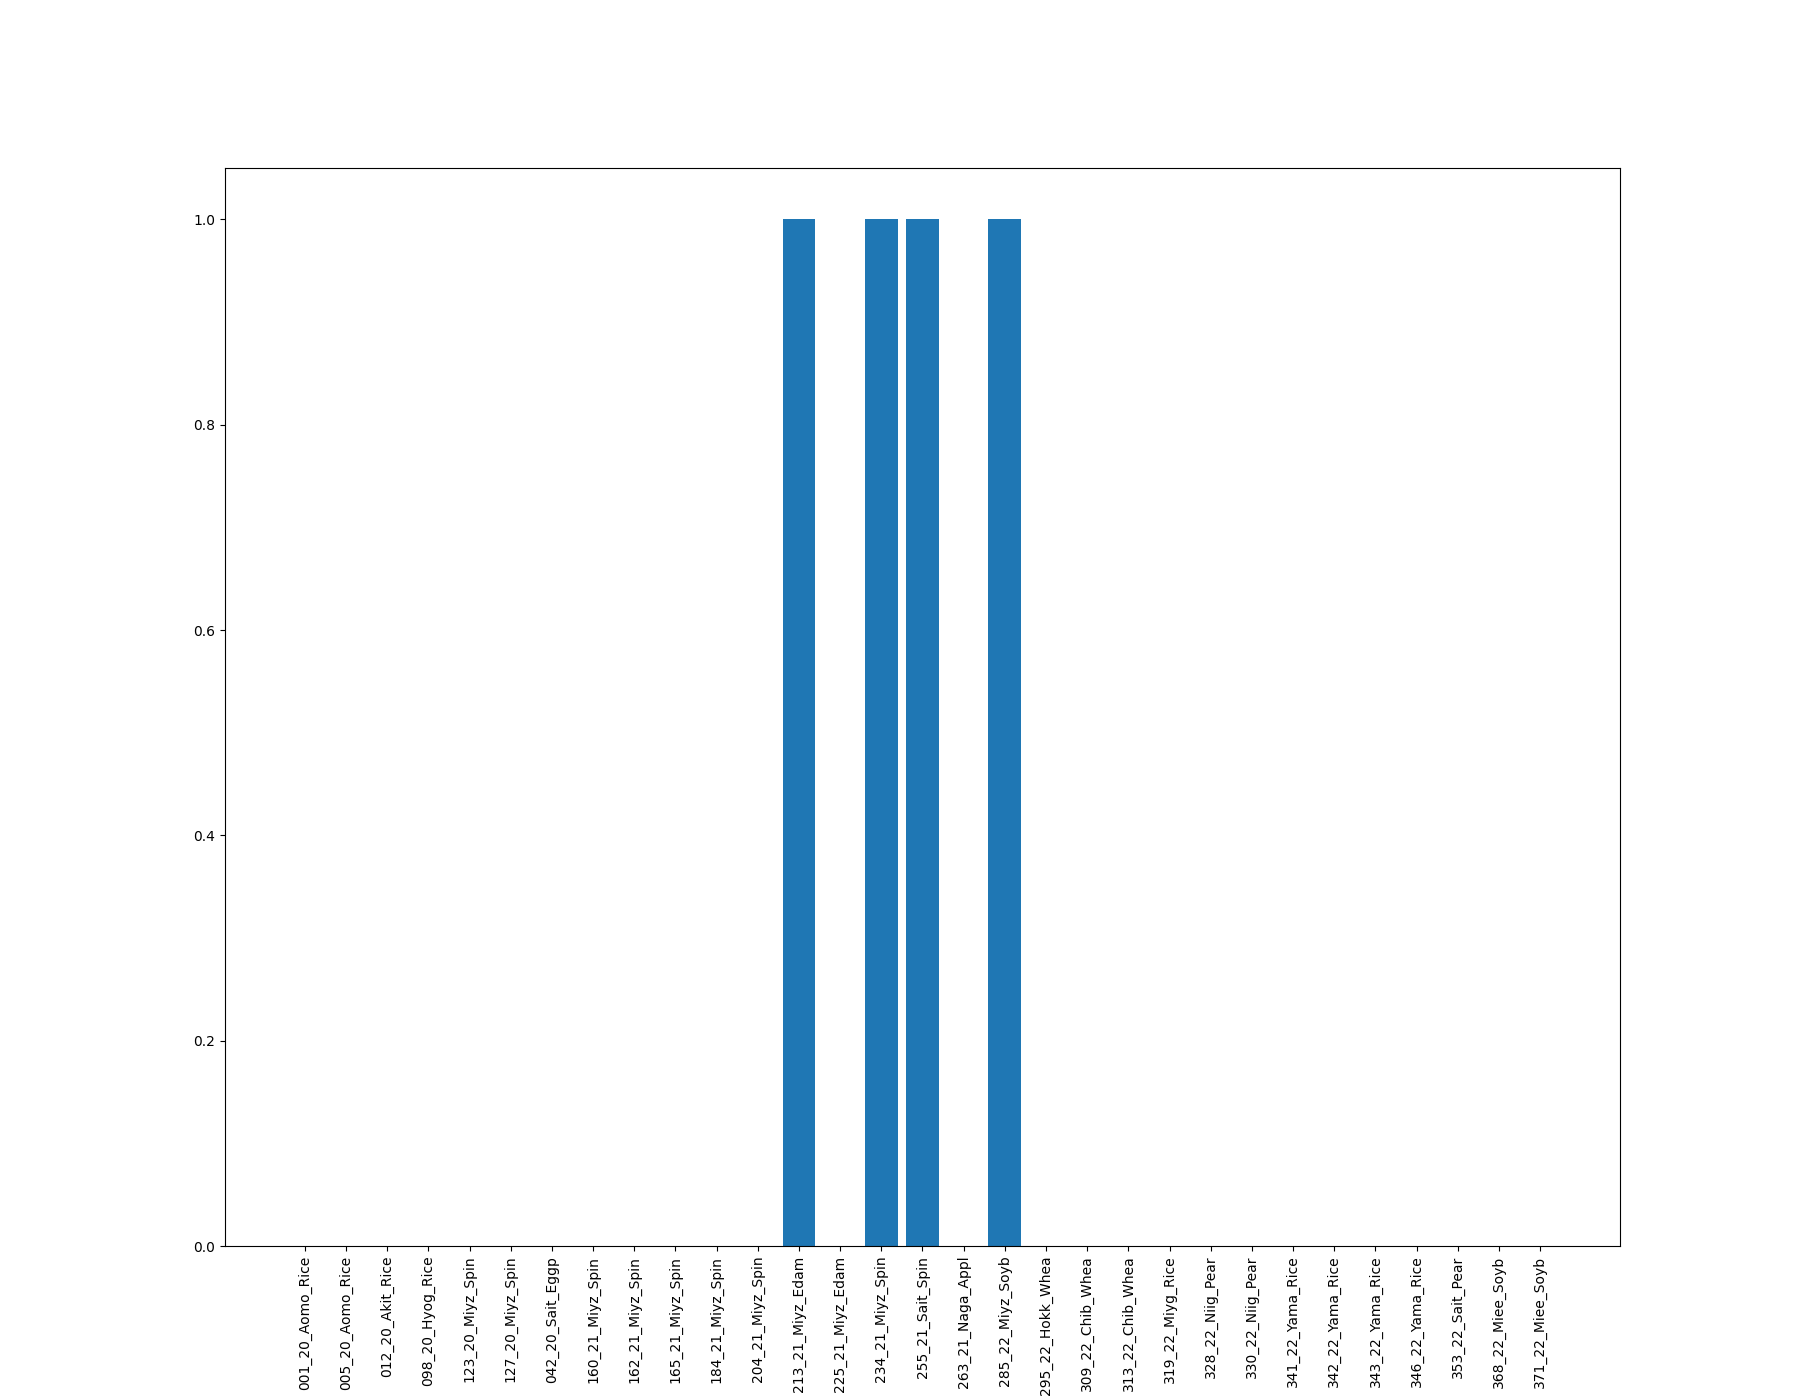 1.0
0.8
0.6
0.4
0.2
0.0
001_20_Aomo_Rice
005_20_Aomo_Rice
012_20_Akit_Rice
098_20_Hyog_Rice
123_20_Miyz_Spin
127_20_Miyz_Spin
042_20_Sait_Eggp
160_21_Miyz_Spin
162_21_Miyz_Spin
165_21_Miyz_Spin
184_21_Miyz_Spin
204_21_Miyz_Spin
213_21_Miyz_Edam
225_21_Miyz_Edam
234_21_Miyz_Spin
255_21_Sait_Spin
263_21_Naga_Appl
285_22_Miyz_Soyb
295_22_Hokk_Whea
309_22_Chib_Whea
313_22_Chib_Whea
319_22_Miyg_Rice
328_22_Niig_Pear
330_22_Niig_Pear
341_22_Yama_Rice
342_22_Yama_Rice
343_22_Yama_Rice
346_22_Yama_Rice
353_22_Sait_Pear
368_22_Miee_Soyb
371_22_Miee_Soyb